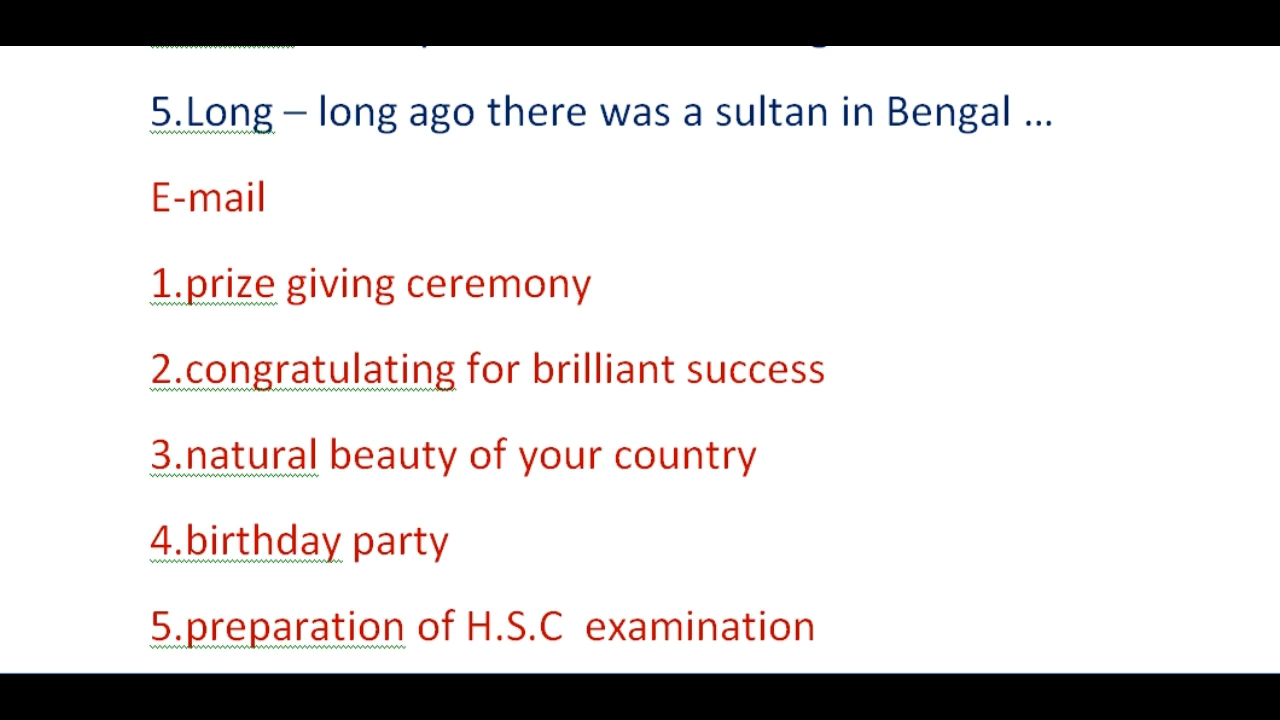 5.Long – long ago there was a sultan in Bengal ...
E-mail
1.prize giving ceremony
2.congratulating for brilliant success
3.natural beauty of your country
4.birthday party
5.preparation of H.S.C  examination